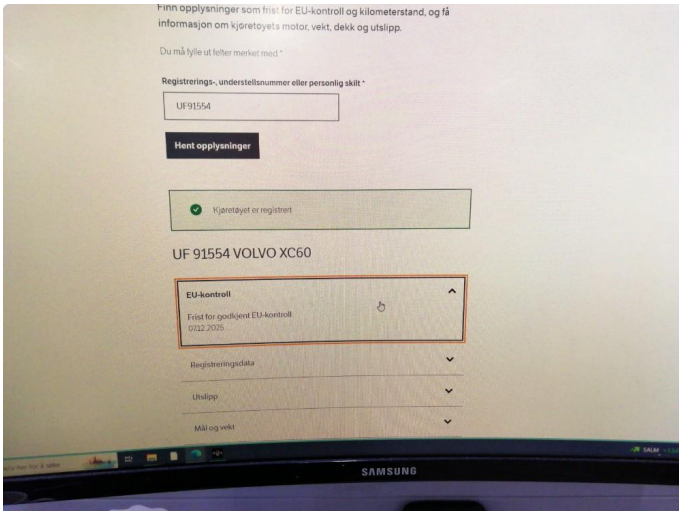 Finn opplysninger som frist for EU-kontroll og kilometerstand, og få
informasjon om kjøretøyets motor, vekt, dekk og utslipp.
Du må fylle ut felter merket med *
Registrerings-, understellsnummer eller personlig skilt *
UF91554
Hent opplysninger
Kjøretøyet er registrert
UF 91554 VOLVO XC60
EU-kontroll
Frist for godkjent EU-kontroll
07.12.2025
Registreringsdata
Utslipp
Mål og vekt
SALM
SAMSUNG